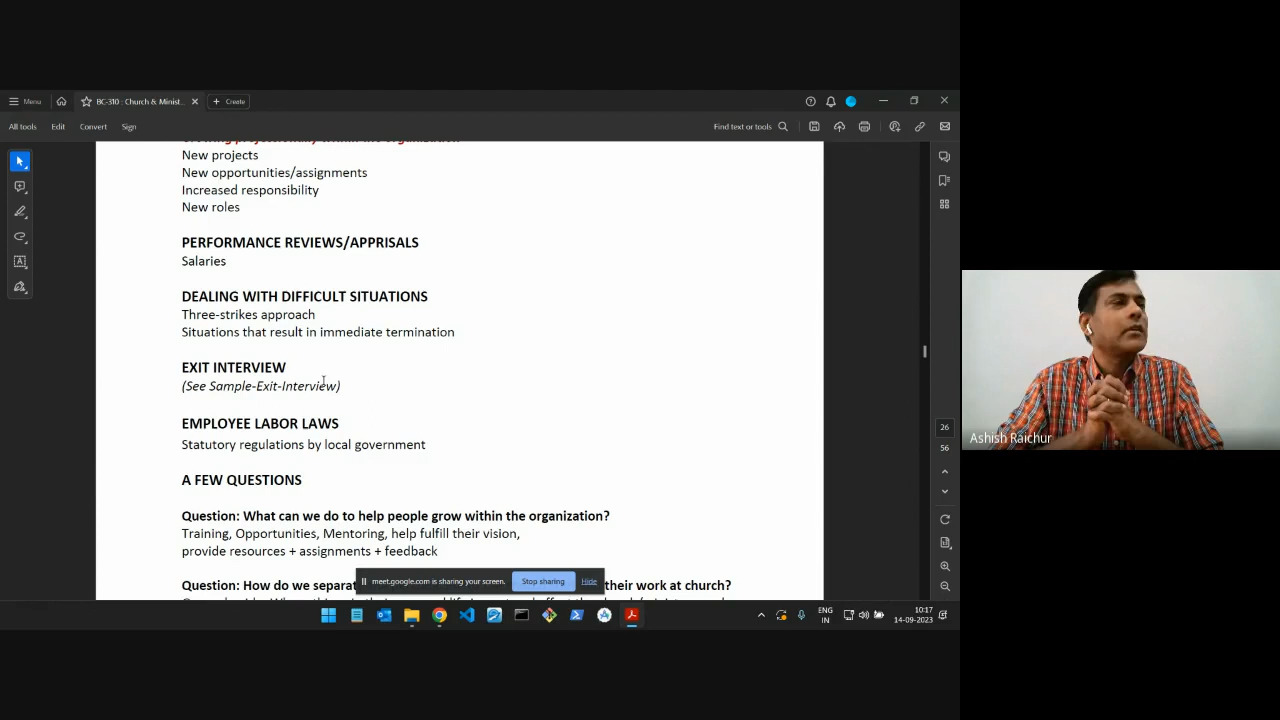 Menu
BC-310 : Church & Minist...
Create
All tools Edit Convert Sign
Find text or tools
New projects
New opportunities/assignments
Increased responsibility
New roles
PERFORMANCE REVIEWS/APPRISALS
Salaries
DEALING WITH DIFFICULT SITUATIONS
Three-strikes approach
Situations that result in immediate termination
EXIT INTERVIEW
(See Sample-Exit-Interview)
EMPLOYEE LABOR LAWS
Statutory regulations by local government
A FEW QUESTIONS
Question: What can we do to help people grow within the organization?
Training, Opportunities, Mentoring, help fulfill their vision,
provide resources + assignments + feedback
Question: How do we separat
their work at church?
meet.google.com is sharing your screen.
Stop sharing
Hide
26
56
ENG
IN
10:17
14-09-2023
Ashish Raichur